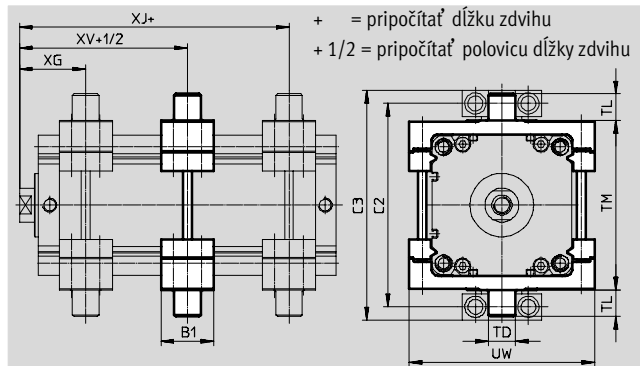 XJ+
+ = pripočítať dĺžku zdvihu
XV+1/2
+ 1/2 = pripočítať polovicu dĺžky zdvihu
XG
TL
C3
C2
TM
TL
B1
TD
UW